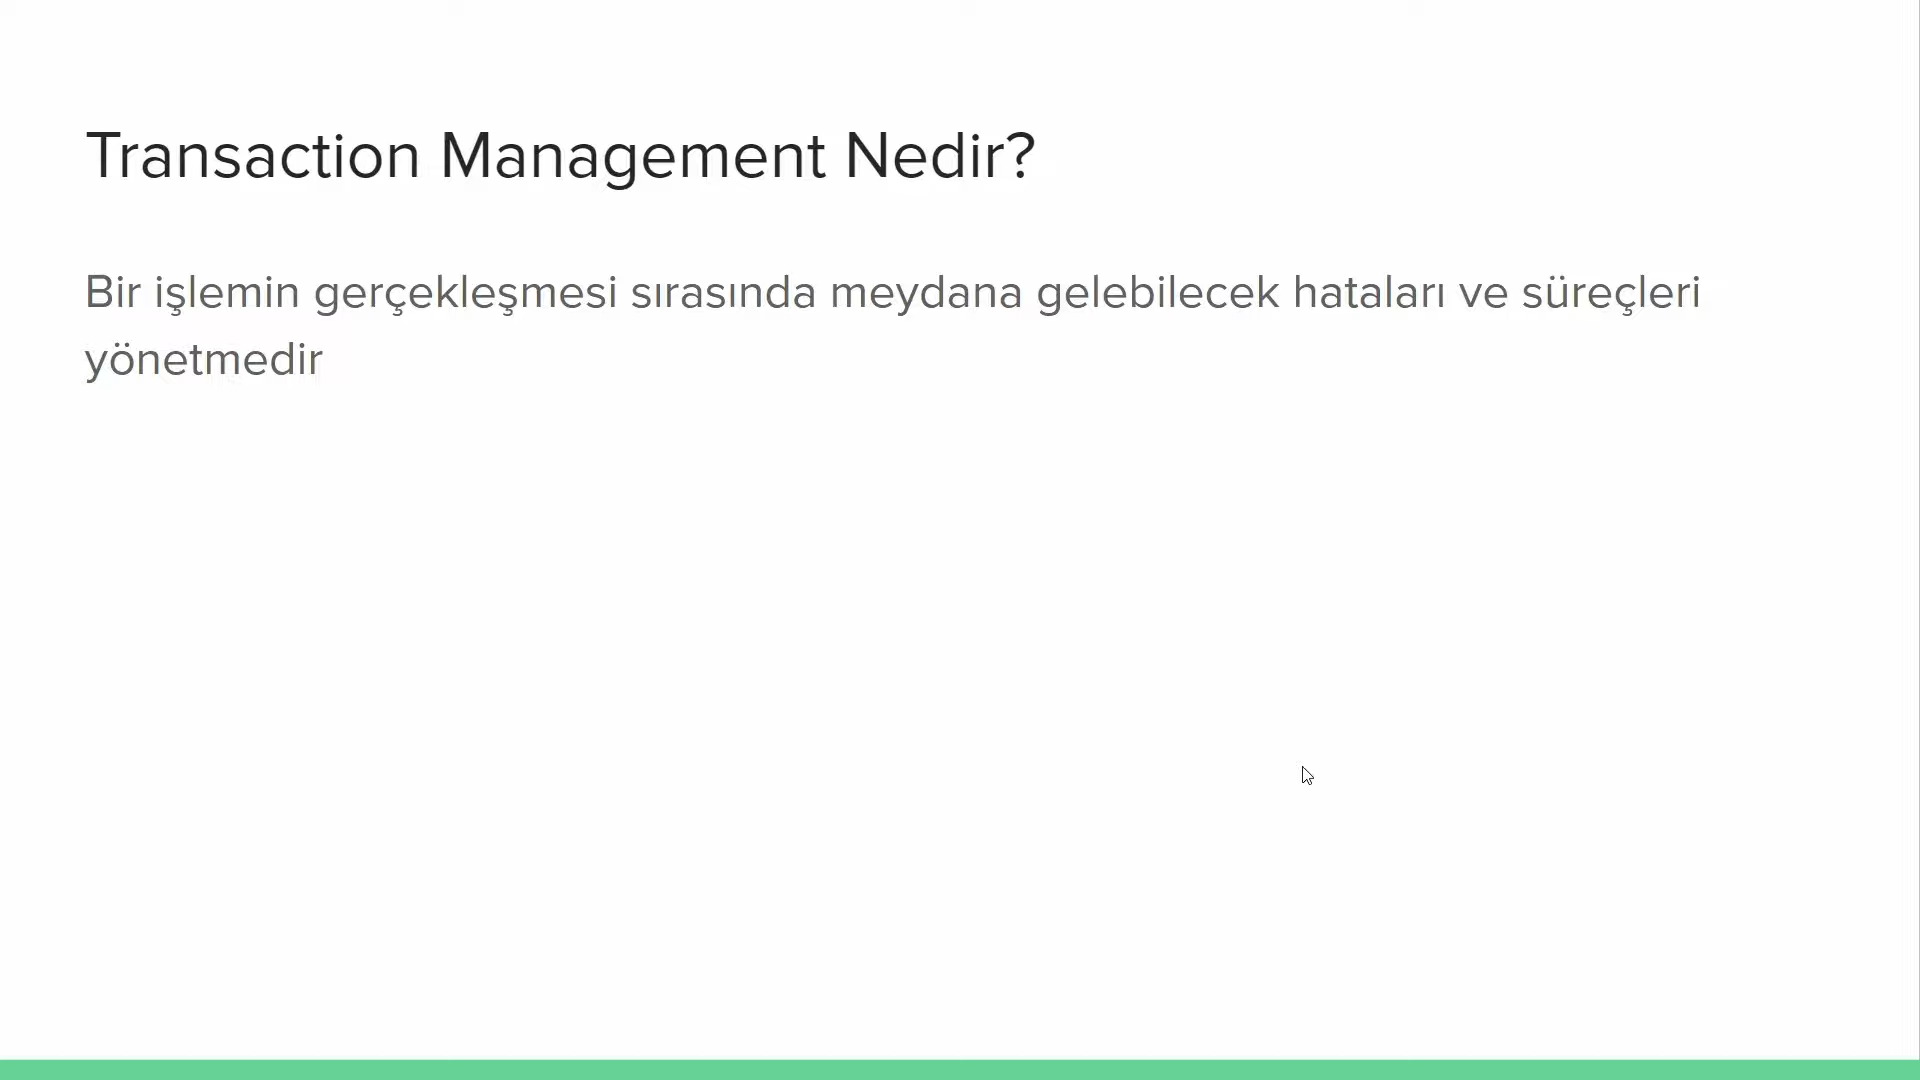 Transaction Management Nedir?
Bir işlemin gerçekleşmesi sırasında meydana gelebilecek hataları ve süreçleri
yönetmedir